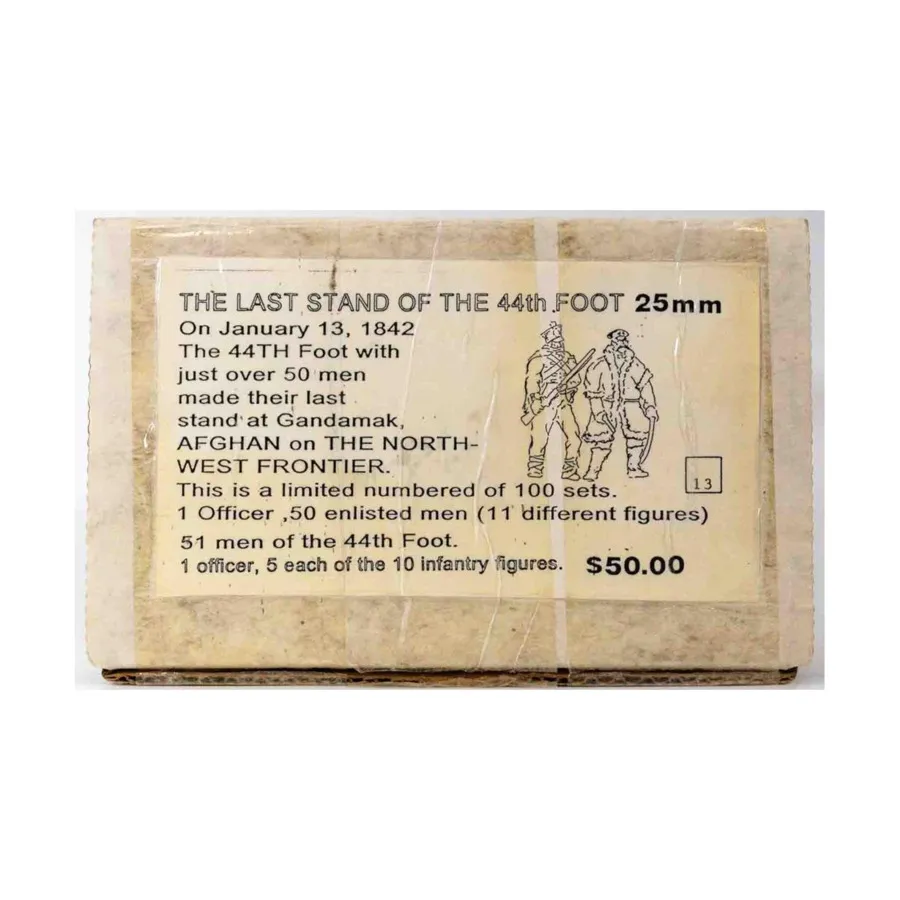 THE LAST STAND OF THE 44th FOOT 25mm
On January 13, 1842
The 44TH Foot with
just over 50 men
made their last
stand at Gandamak,
AFGHAN on THE NORTH-
WEST FRONTIER.
This is a limited numbered of 100 sets.
13
1 Officer ,50 enlisted men (11 different figures)
51 men of the 44th Foot.
1 officer, 5 each of the 10 infantry figures. $50.00